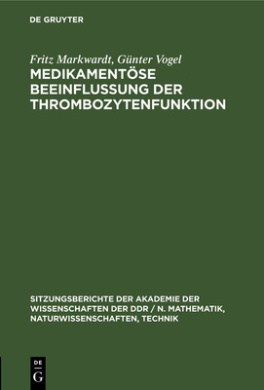 DE GRUYTER
Fritz Markwardt, Günter Vogel
MEDIKAMENTÖSE
BEEINFLUSSUNG DER
THROMBOZYTENFUNKTION
SITZUNGSBERICHTE DER AKADEMIE DER
WISSENSCHAFTEN DER DDR / N. MATHEMATIK,
NATURWISSENSCHAFTEN, TECHNIK
DE
G